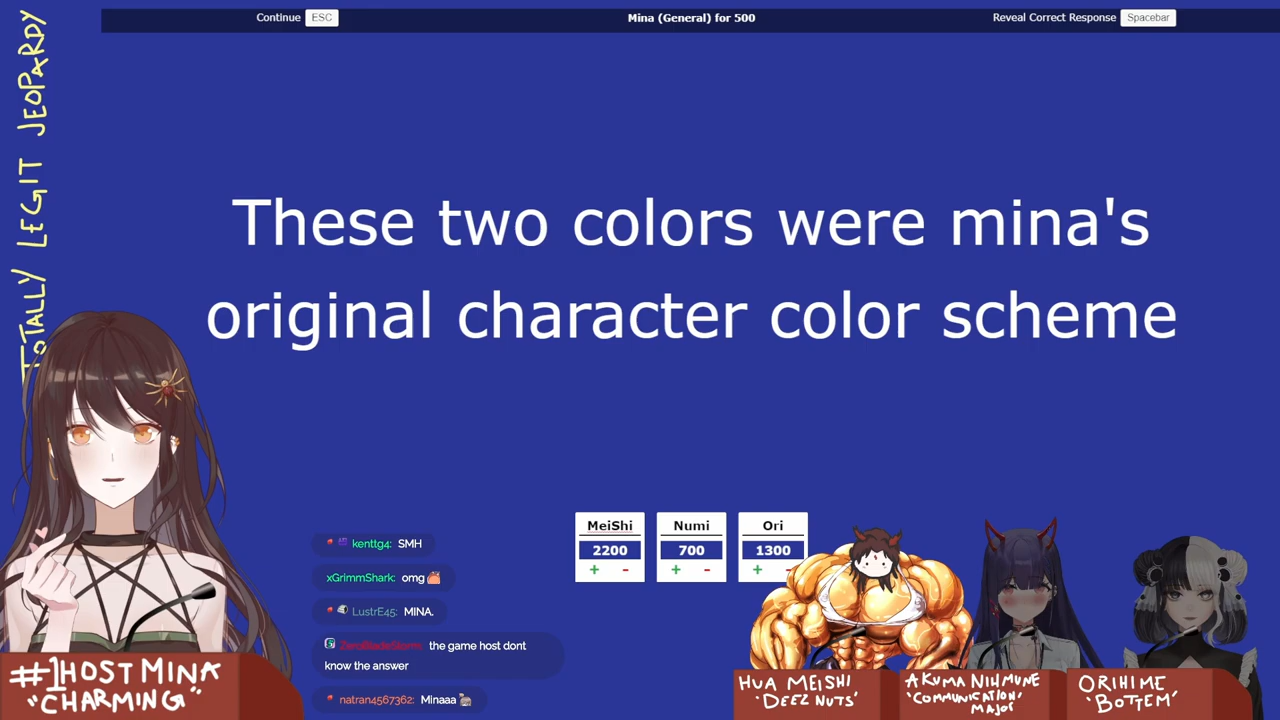 Continue ESC
Mina (General) for 500
Reveal Correct Response Spacebar
TOTALLY LEGIT JEOPARDY
These two colors were mina's
original character color scheme
MeiShi
2200
+ -
Numi
700
+ -
Ori
1300
+ -
kenttg4: SMH
xGrimmShark: omg
LustrE45: MINA.
ZeroBladeStorm: the game host dont
know the answer
natran4567362: Minaaa
#1HOST MINA
"CHARMING"
HUA MEISHI
'DEEZ NUTS'
AKUMA NIHMUNE
"COMMUNICATION"
MAJOR
ORIHIME
'BOTTEM'